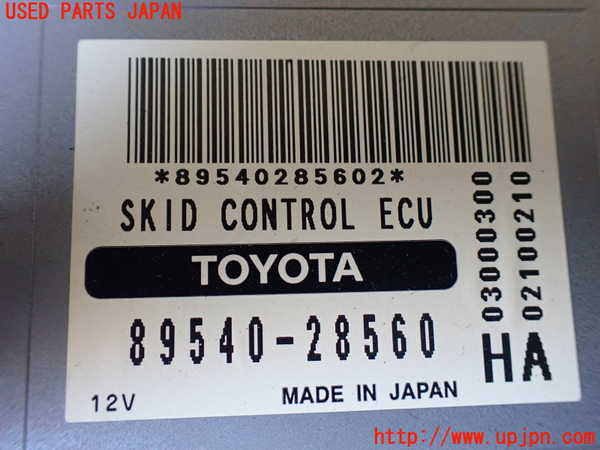 USED PARTS JAPAN
*89540285602*
SKID CONTROL ECU
TOYOTA
89540-28560
12V
MADE IN JAPAN
03000300
02100210
HA
http://www.upjpn.com/